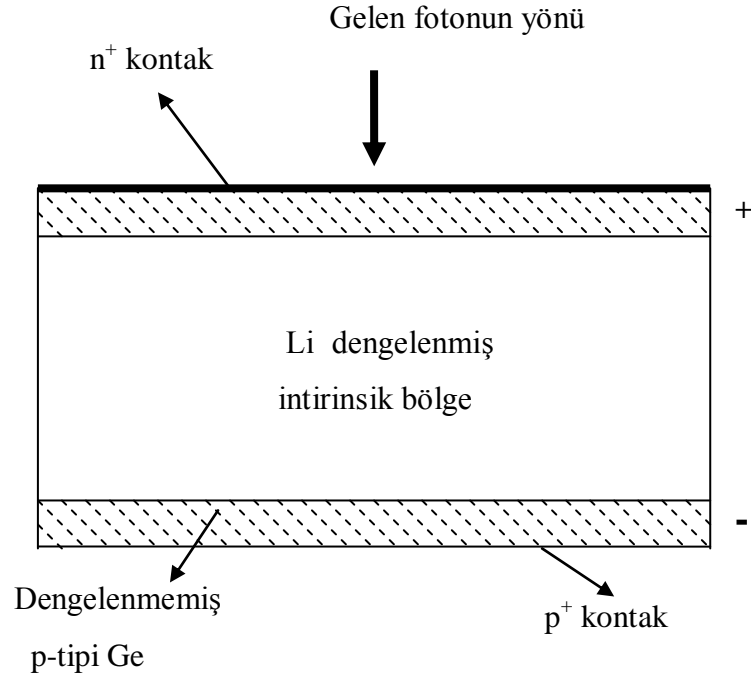 Gelen fotonun yönü
n⁺ kontak
+
Li dengelenmiş
intirinsik bölge
-
Dengelenmemiş
p-tipi Ge
p⁺ kontak